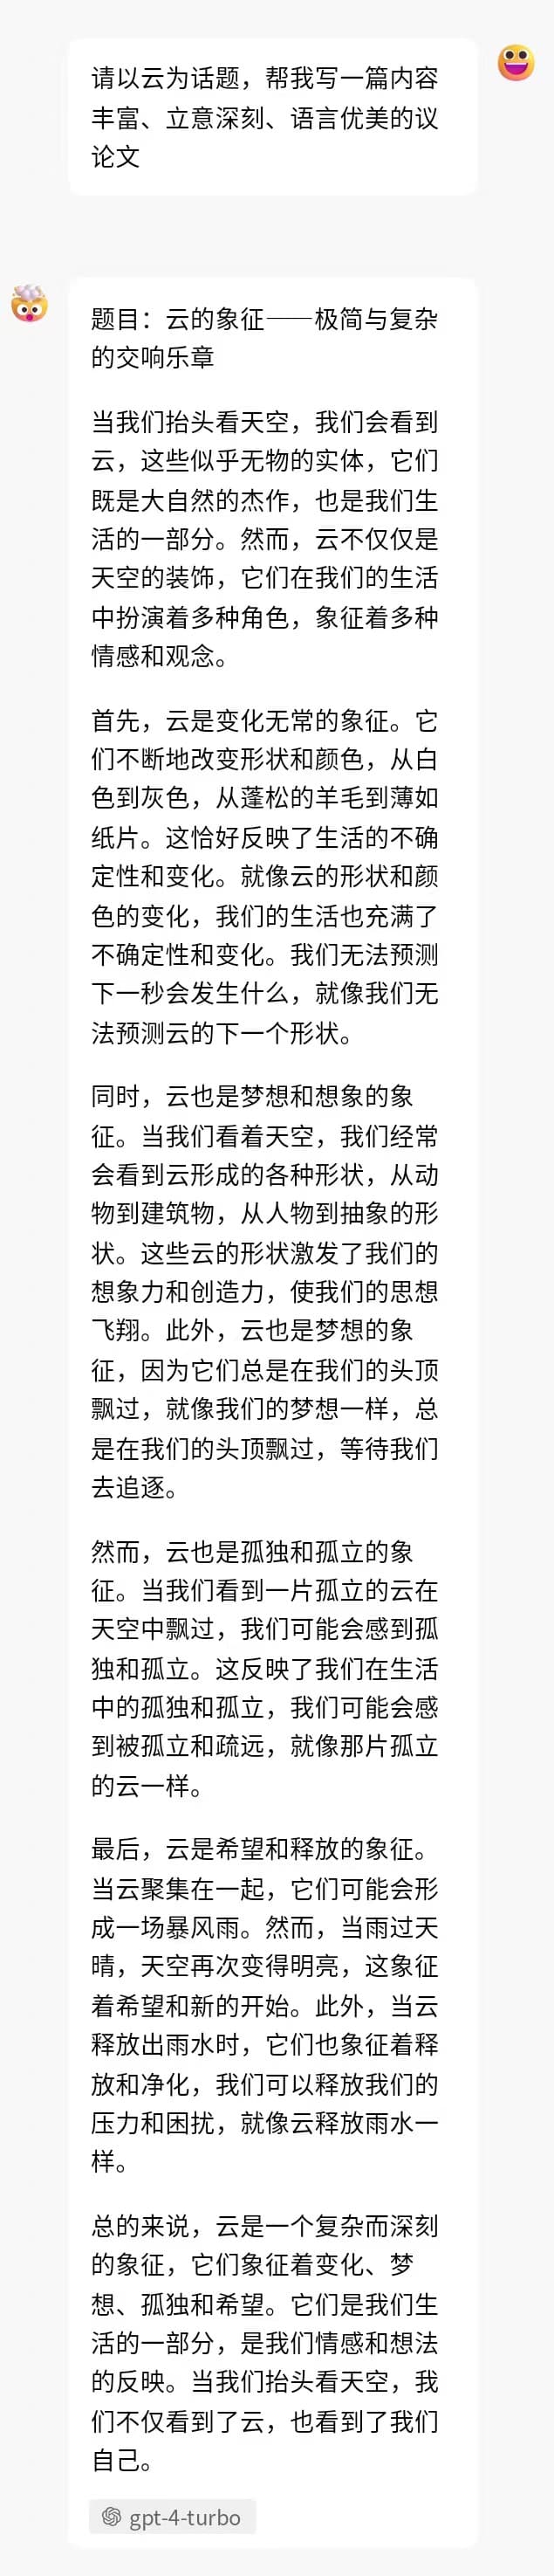 请以云为话题，帮我写一篇内容
丰富、立意深刻、语言优美的议
论文
题目：云的象征——极简与复杂
的交响乐章
当我们抬头看天空，我们会看到
云，这些似乎无物的实体，它们
既是大自然的杰作，也是我们生
活的一部分。然而，云不仅仅是
天空的装饰，它们在我们的生活
中扮演着多种角色，象征着多种
情感和观念。
首先，云是变化无常的象征。它
们不断地改变形状和颜色，从白
色到灰色，从蓬松的羊毛到薄如
纸片。这恰好反映了生活的不确
定性和变化。就像云的形状和颜
色的变化，我们的生活也充满了
不确定性和变化。我们无法预测
下一秒会发生什么，就像我们无
法预测云的下一个形状。
同时，云也是梦想和想象的象
征。当我们看着天空，我们经常
会看到云形成的各种形状，从动
物到建筑物，从人物到抽象的形
状。这些云的形状激发了我们的
想象力和创造力，使我们的思想
飞翔。此外，云也是梦想的象
征，因为它们总是在我们的头顶
飘过，就像我们的梦想一样，总
是在我们的头顶飘过，等待我们
去追逐。
然而，云也是孤独和孤立的象
征。当我们看到一片孤立的云在
天空中飘过，我们可能会感到孤
独和孤立。这反映了我们在生活
中的孤独和孤立，我们可能会感
到被孤立和疏远，就像那片孤立
的云一样。
最后，云是希望和释放的象征。
当云聚集在一起，它们可能会形
成一场暴风雨。然而，当雨过天
晴，天空再次变得明亮，这象征
着希望和新的开始。此外，当云
释放出雨水时，它们也象征着释
放和净化，我们可以释放我们的
压力和困扰，就像云释放雨水一
样。
总的来说，云是一个复杂而深刻
的象征，它们象征着变化、梦
想、孤独和希望。它们是我们生
活的一部分，是我们情感和想法
的反映。当我们抬头看天空，我
们不仅看到了云，也看到了我们
自己。
gpt-4-turbo